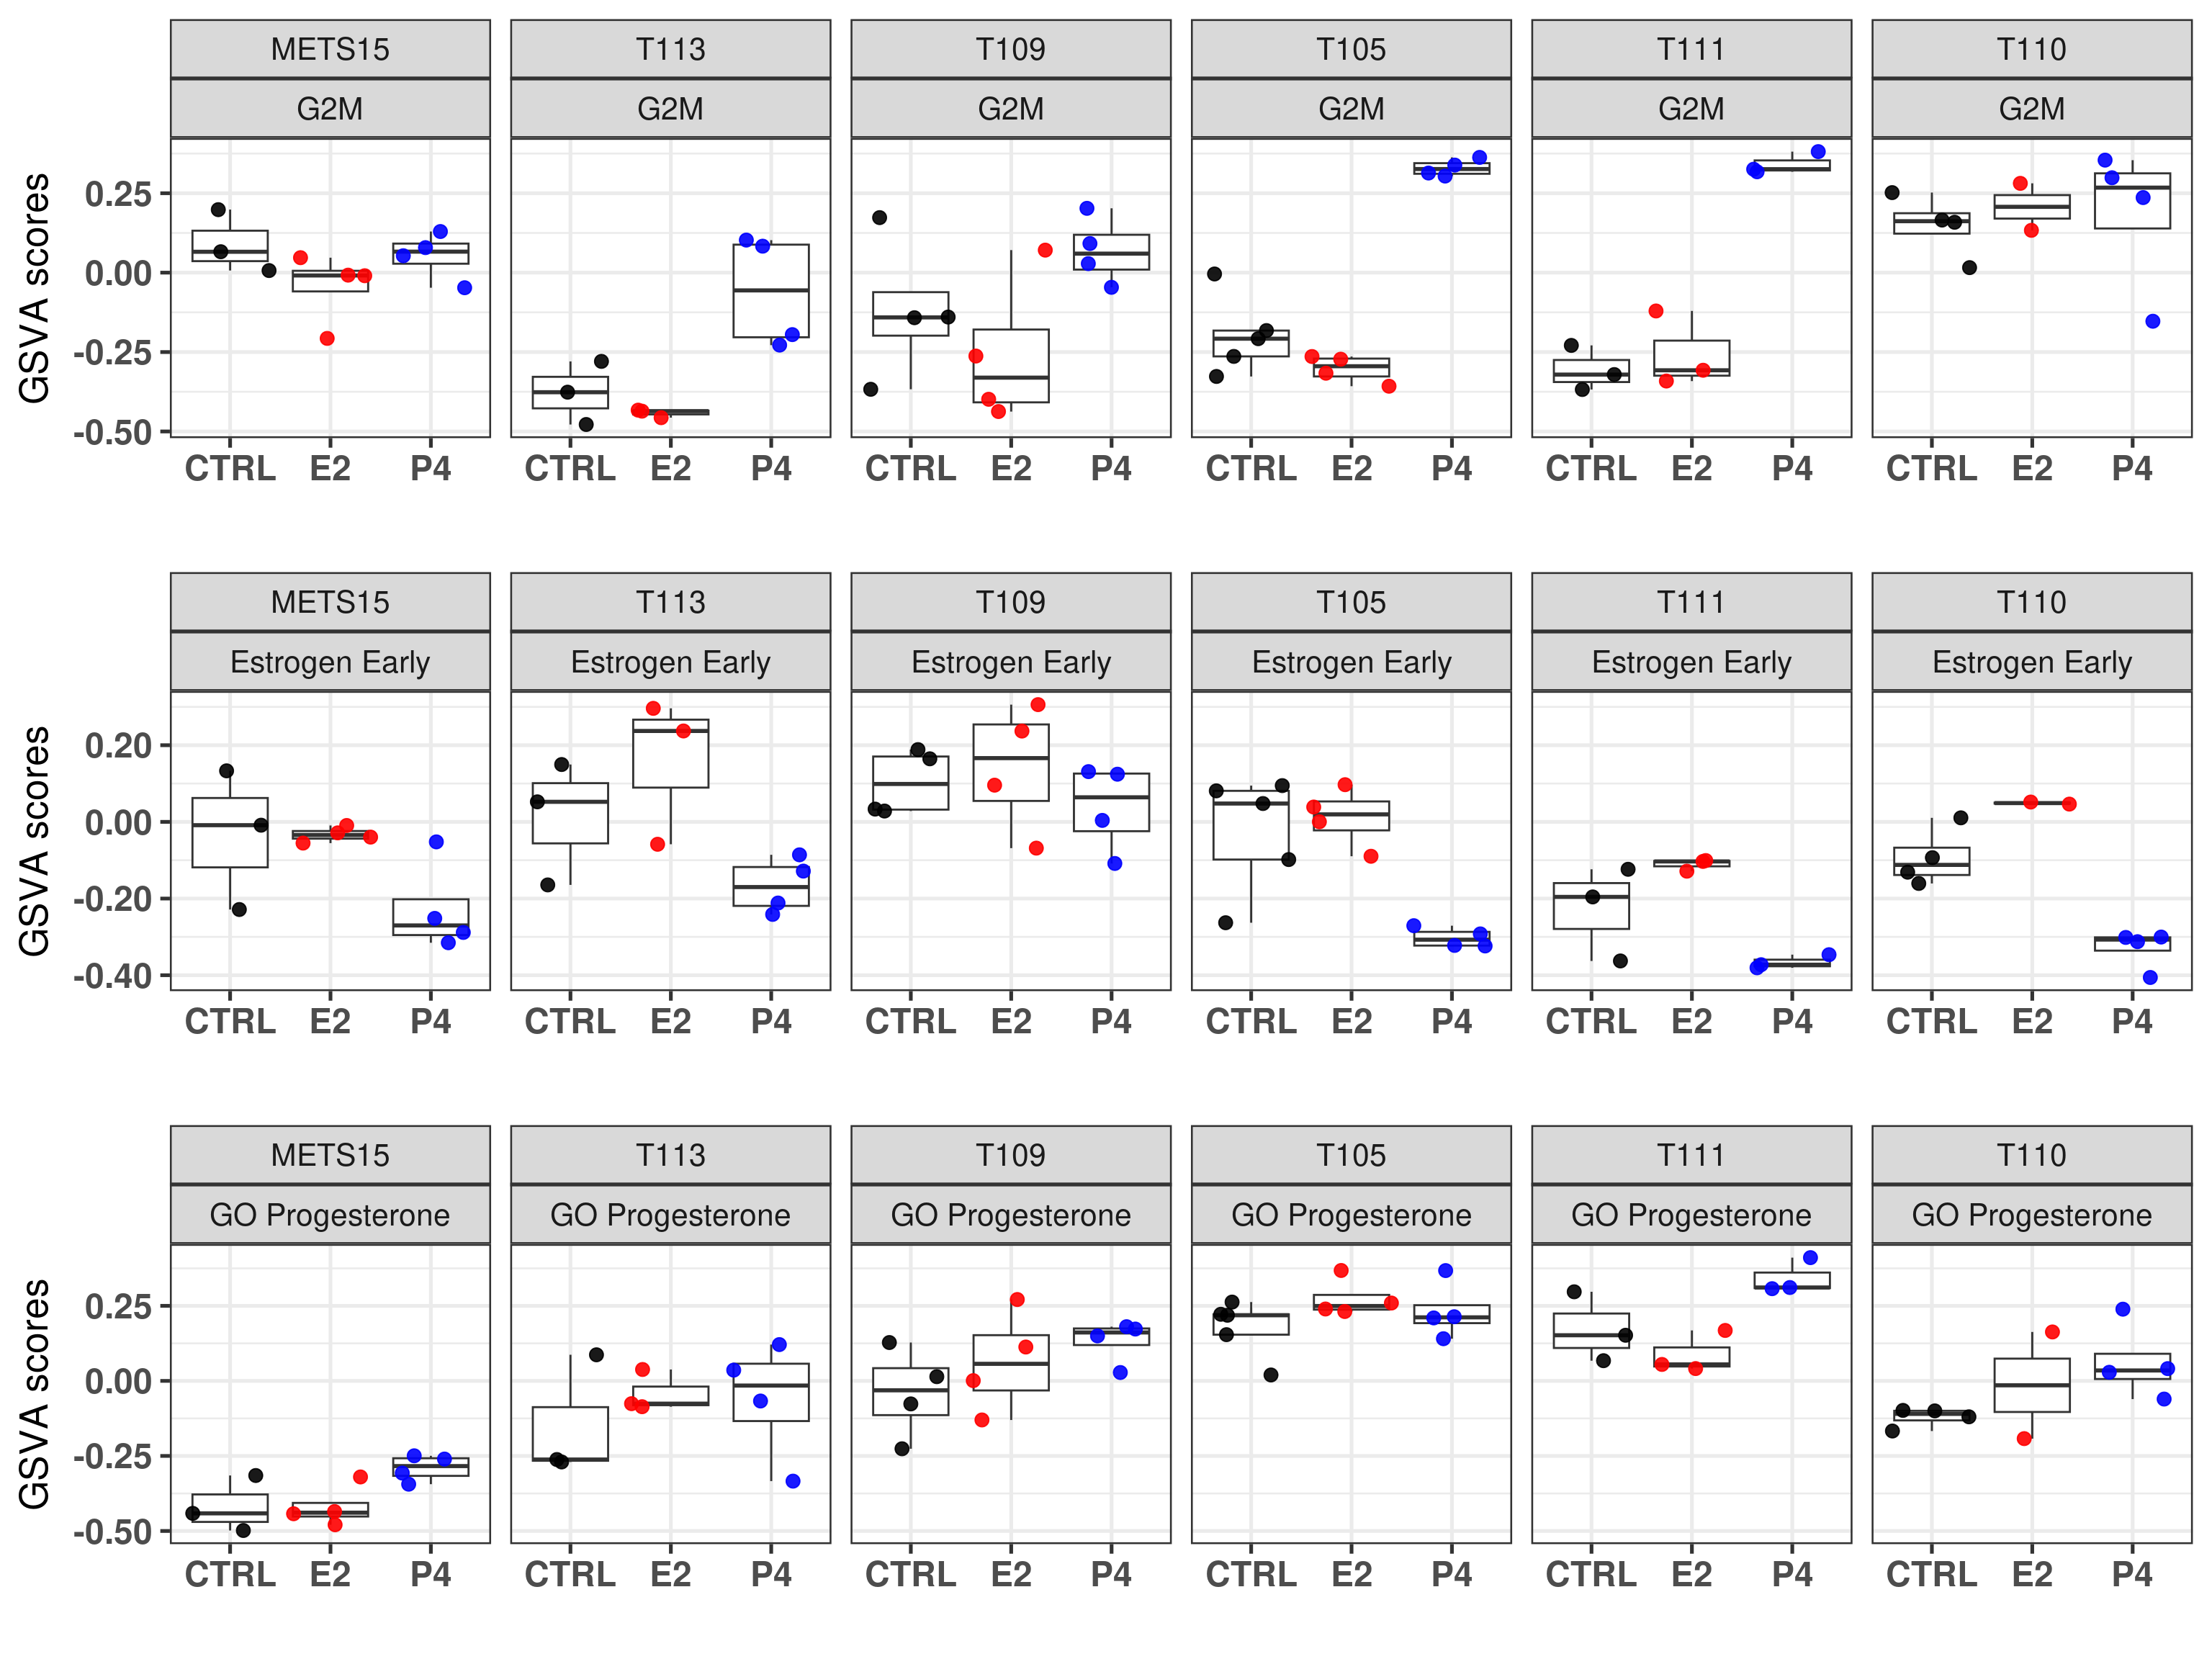 METS15 T113 T109 T105 T111 T110
G2M G2M G2M G2M G2M G2M
GSVA scores
0.25
0.00
-0.25
-0.50
CTRL E2 P4 CTRL E2 P4 CTRL E2 P4 CTRL E2 P4 CTRL E2 P4 CTRL E2 P4
METS15 T113 T109 T105 T111 T110
Estrogen Early Estrogen Early Estrogen Early Estrogen Early Estrogen Early Estrogen Early
GSVA scores
0.20
0.00
-0.20
-0.40
CTRL E2 P4 CTRL E2 P4 CTRL E2 P4 CTRL E2 P4 CTRL E2 P4 CTRL E2 P4
METS15 T113 T109 T105 T111 T110
GO Progesterone GO Progesterone GO Progesterone GO Progesterone GO Progesterone GO Progesterone
GSVA scores
0.25
0.00
-0.25
-0.50
CTRL E2 P4 CTRL E2 P4 CTRL E2 P4 CTRL E2 P4 CTRL E2 P4 CTRL E2 P4